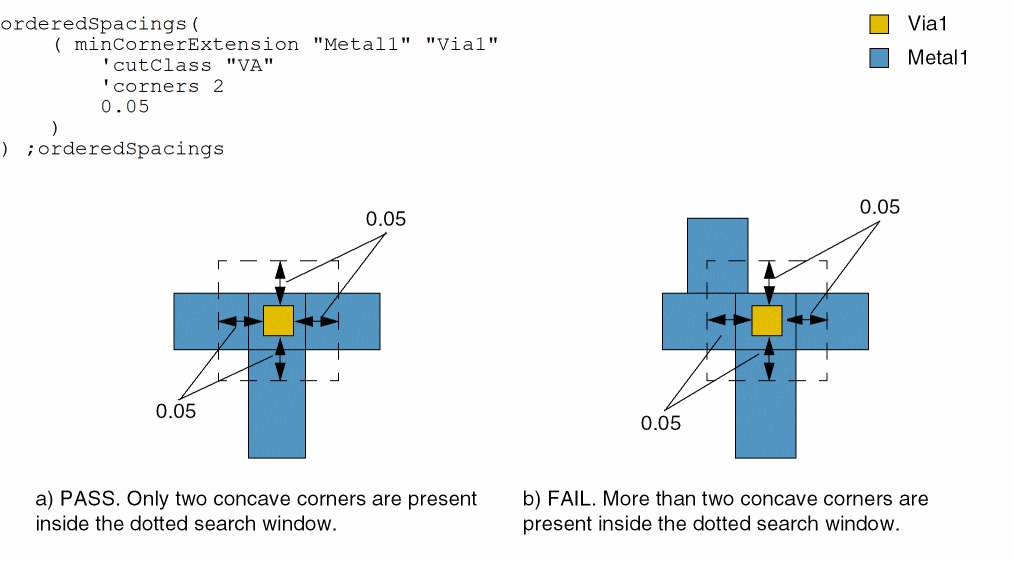 orderedSpacings(
( minCornerExtension "Metal1" "Via1"
'cutClass "VA"
'corners 2
0.05
)
) ;orderedSpacings
Via1
Metal1
0.05
0.05
0.05
0.05
a) PASS. Only two concave corners are present
inside the dotted search window.
b) FAIL. More than two concave corners are
present inside the dotted search window.